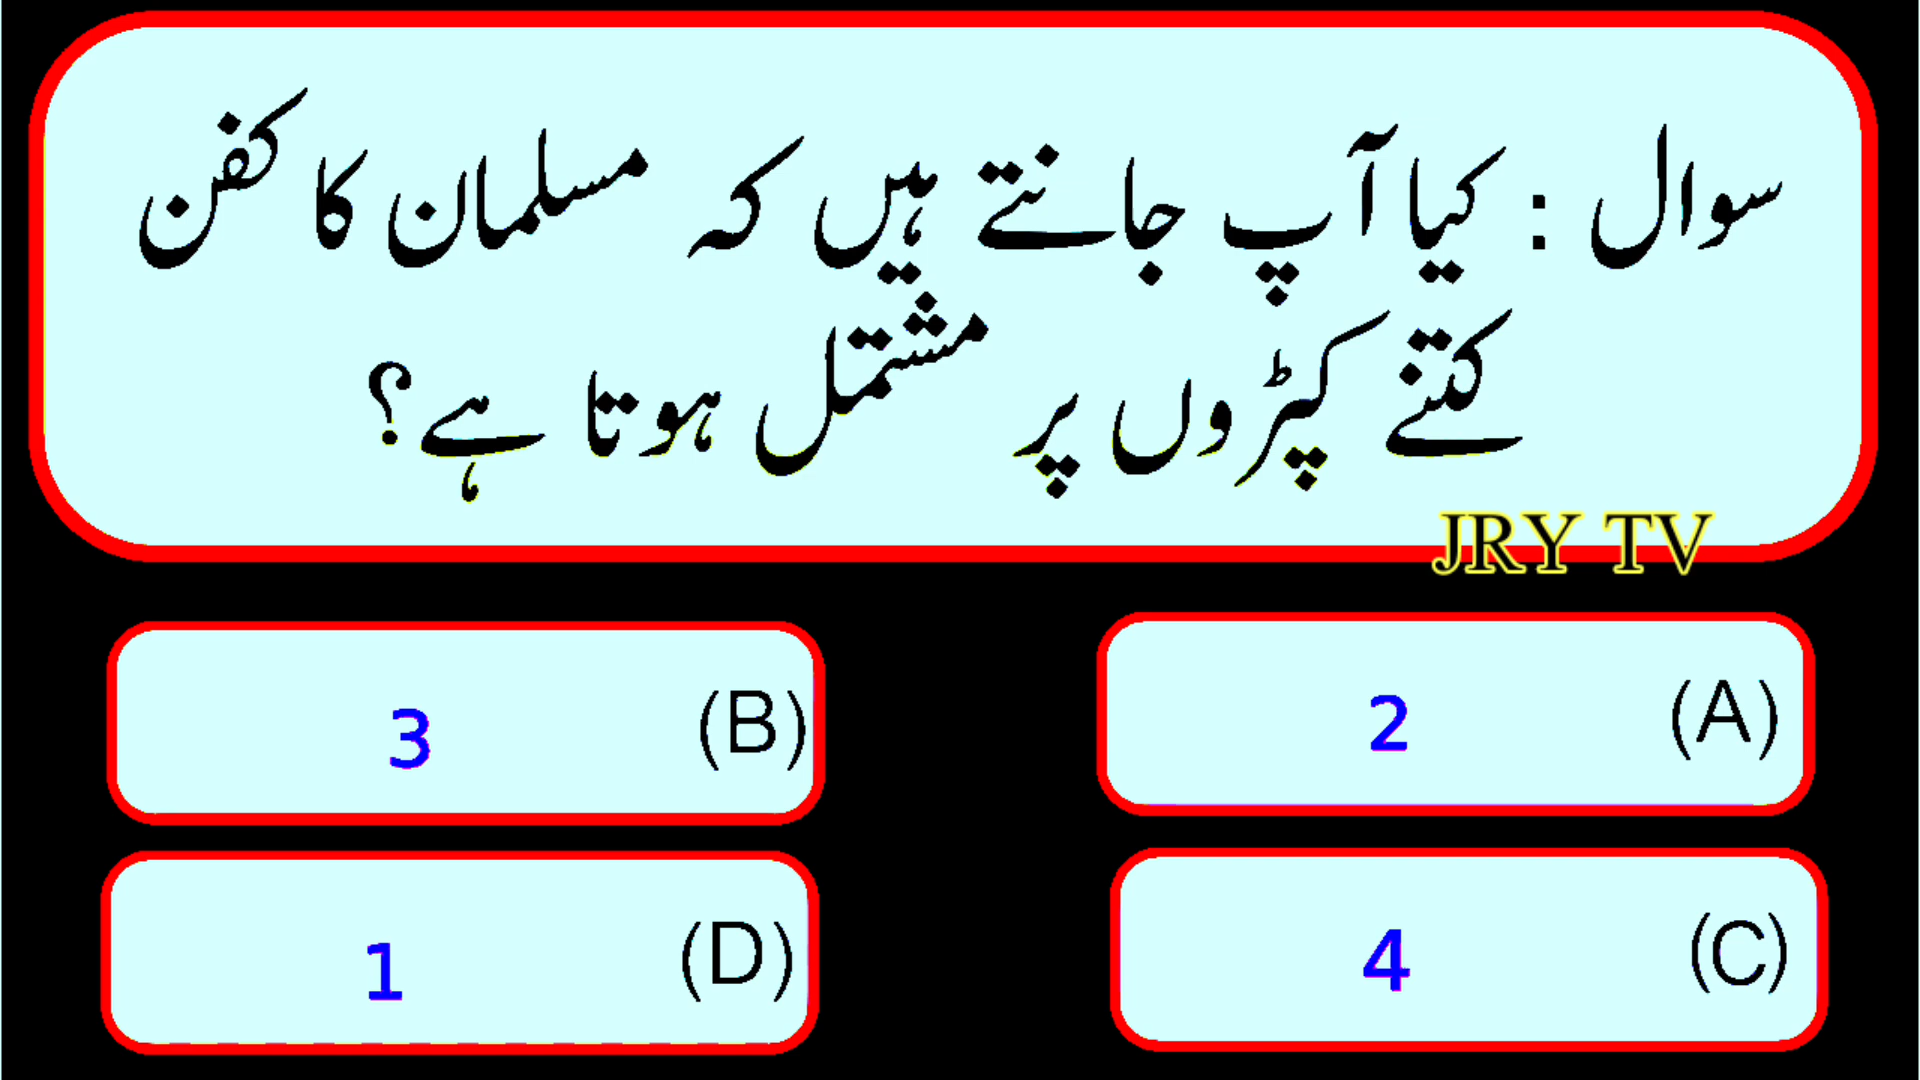 سوال : کیا آپ جانتے ہیں کہ مسلمان کا کفن
کتنے کپڑوں پر مشتمل ہوتا ہے؟
JRY TV
(A) 2
(B) 3
(C) 4
(D) 1